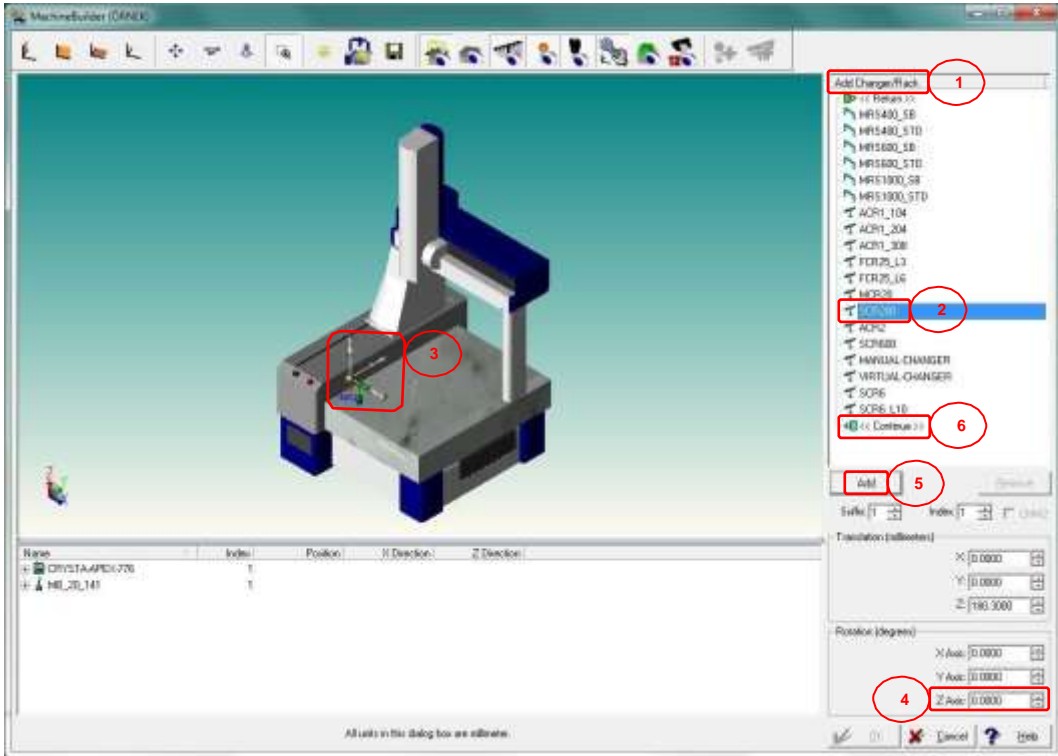 MachineBuilder (ÖRNEK)
Add Changer/Rack
1
<< Return >>
MRS400_SB
MRS400_STD
MRS600_SB
MRS600_STD
MRS1000_SB
MRS1000_STD
ACR1_104
ACR1_204
ACR1_308
FCR25_L3
FCR25_L6
MCR20
SCR200
2
ACR2
SCR600
MANUAL-CHANGER
VIRTUAL-CHANGER
SCR6
SCR6_L10
<< Continue >>
6
3
Add
5
Remove
Suffix: 1
Index: 1
Translation (millimeters)
X: 0.0000
Y: 0.0000
Z: 180.3000
Rotation (degrees)
X Axis: 0.0000
Y Axis: 0.0000
4
Z Axis: 0.0000
Name Index Position X Direction Z Direction
CRYSTA-APEX-776 1
1
All units in this dialog box are millimeter.
Ok
Cancel
Help